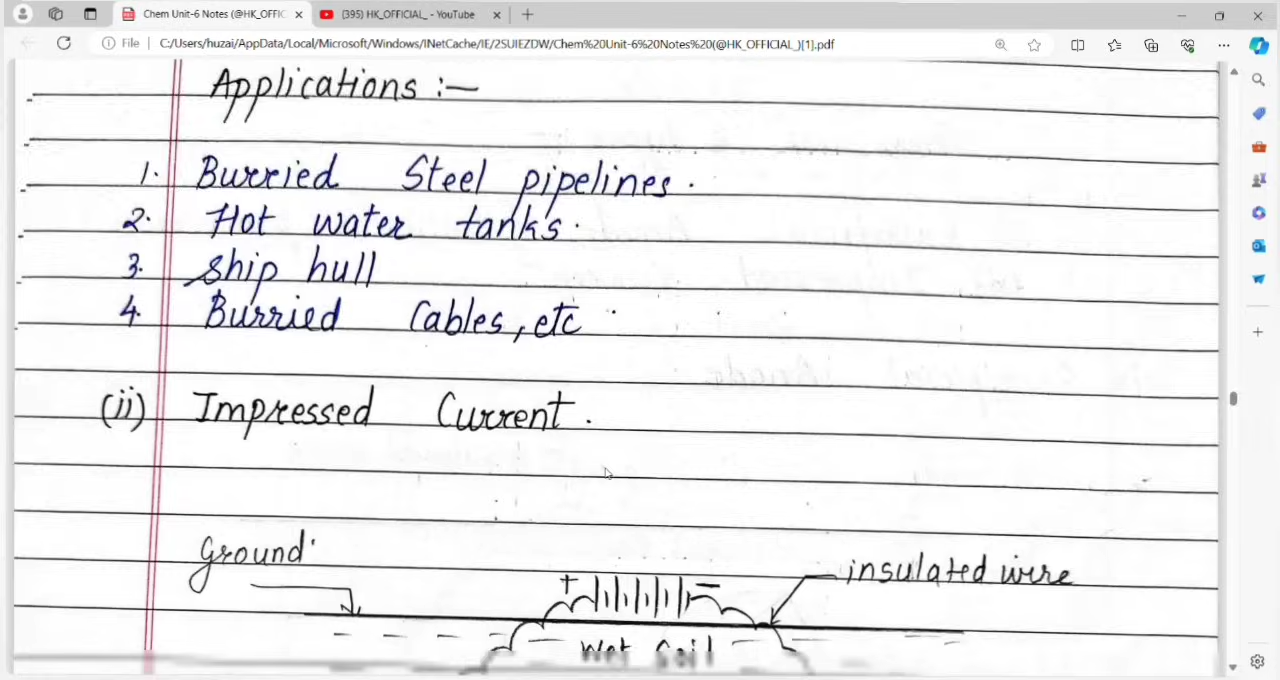 Chem Unit-6 Notes (@HK_OFFIC
(395) HK_OFFICIAL_ - YouTube
File
C:/Users/huzai/AppData/Local/Microsoft/Windows/INetCache/IE/2SUIEZDW/Chem%20Unit-6%20Notes%20(@HK_OFFICIAL_)[1].pdf
Applications :-
1. Burried Steel pipelines.
2. Hot water tanks.
3. ship hull
4. Burried Cables, etc.
(ii) Impressed Current.
Ground
insulated wire
+ -
Wet Soil